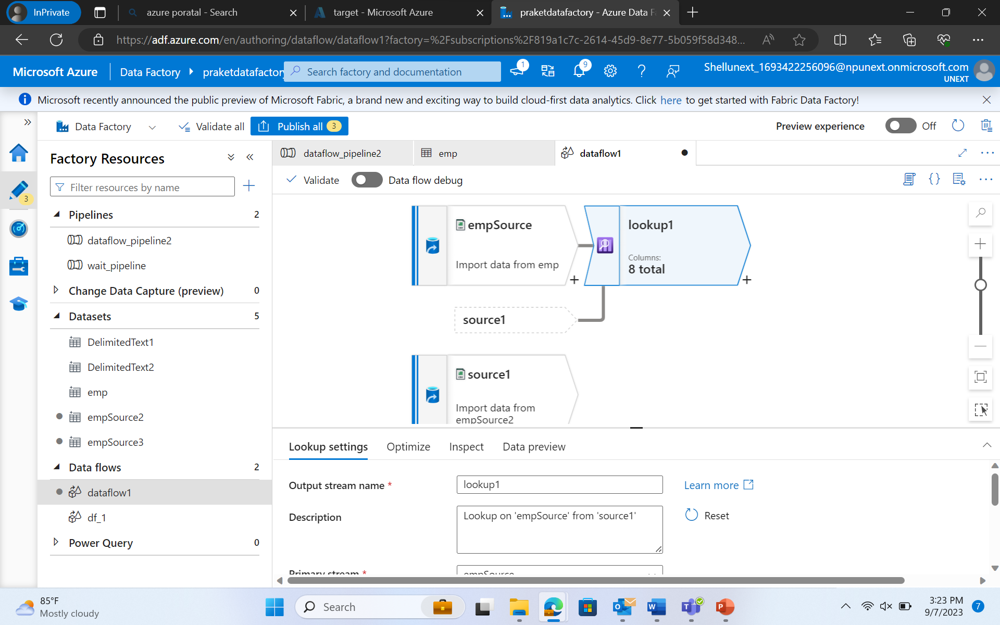 InPrivate
azure poratal - Search
target - Microsoft Azure
praketdatafactory - Azure Data F
https://adf.azure.com/en/authoring/dataflow/dataflow1?factory=%2Fsubscriptions%2F819a1c7c-2614-45d9-8e77-5b059f58d348...
Microsoft Azure
Data Factory
praketdatafactory
Search factory and documentation
1
9
Shellunext_1693422256096@npunext.onmicrosoft.com
UNEXT
Microsoft recently announced the public preview of Microsoft Fabric, a brand new and exciting way to build cloud-first data analytics. Click here to get started with Fabric Data Factory!
Data Factory
Validate all
Publish all 3
Preview experience
Off
3
Factory Resources
Filter resources by name
Pipelines 2
dataflow_pipeline2
wait_pipeline
Change Data Capture (preview) 0
Datasets 5
DelimitedText1
DelimitedText2
emp
empSource2
empSource3
Data flows 2
dataflow1
df_1
Power Query 0
dataflow_pipeline2
emp
dataflow1
Validate
Data flow debug
empSource
Import data from emp
lookup1
Columns:
8 total
source1
source1
Import data from
empSource2
Lookup settings
Optimize
Inspect
Data preview
Output stream name *
lookup1
Learn more
Description
Lookup on 'empSource' from 'source1'
Reset
Primary stream *
empSource
85°F
Mostly cloudy
Search
3:23 PM
9/7/2023
7